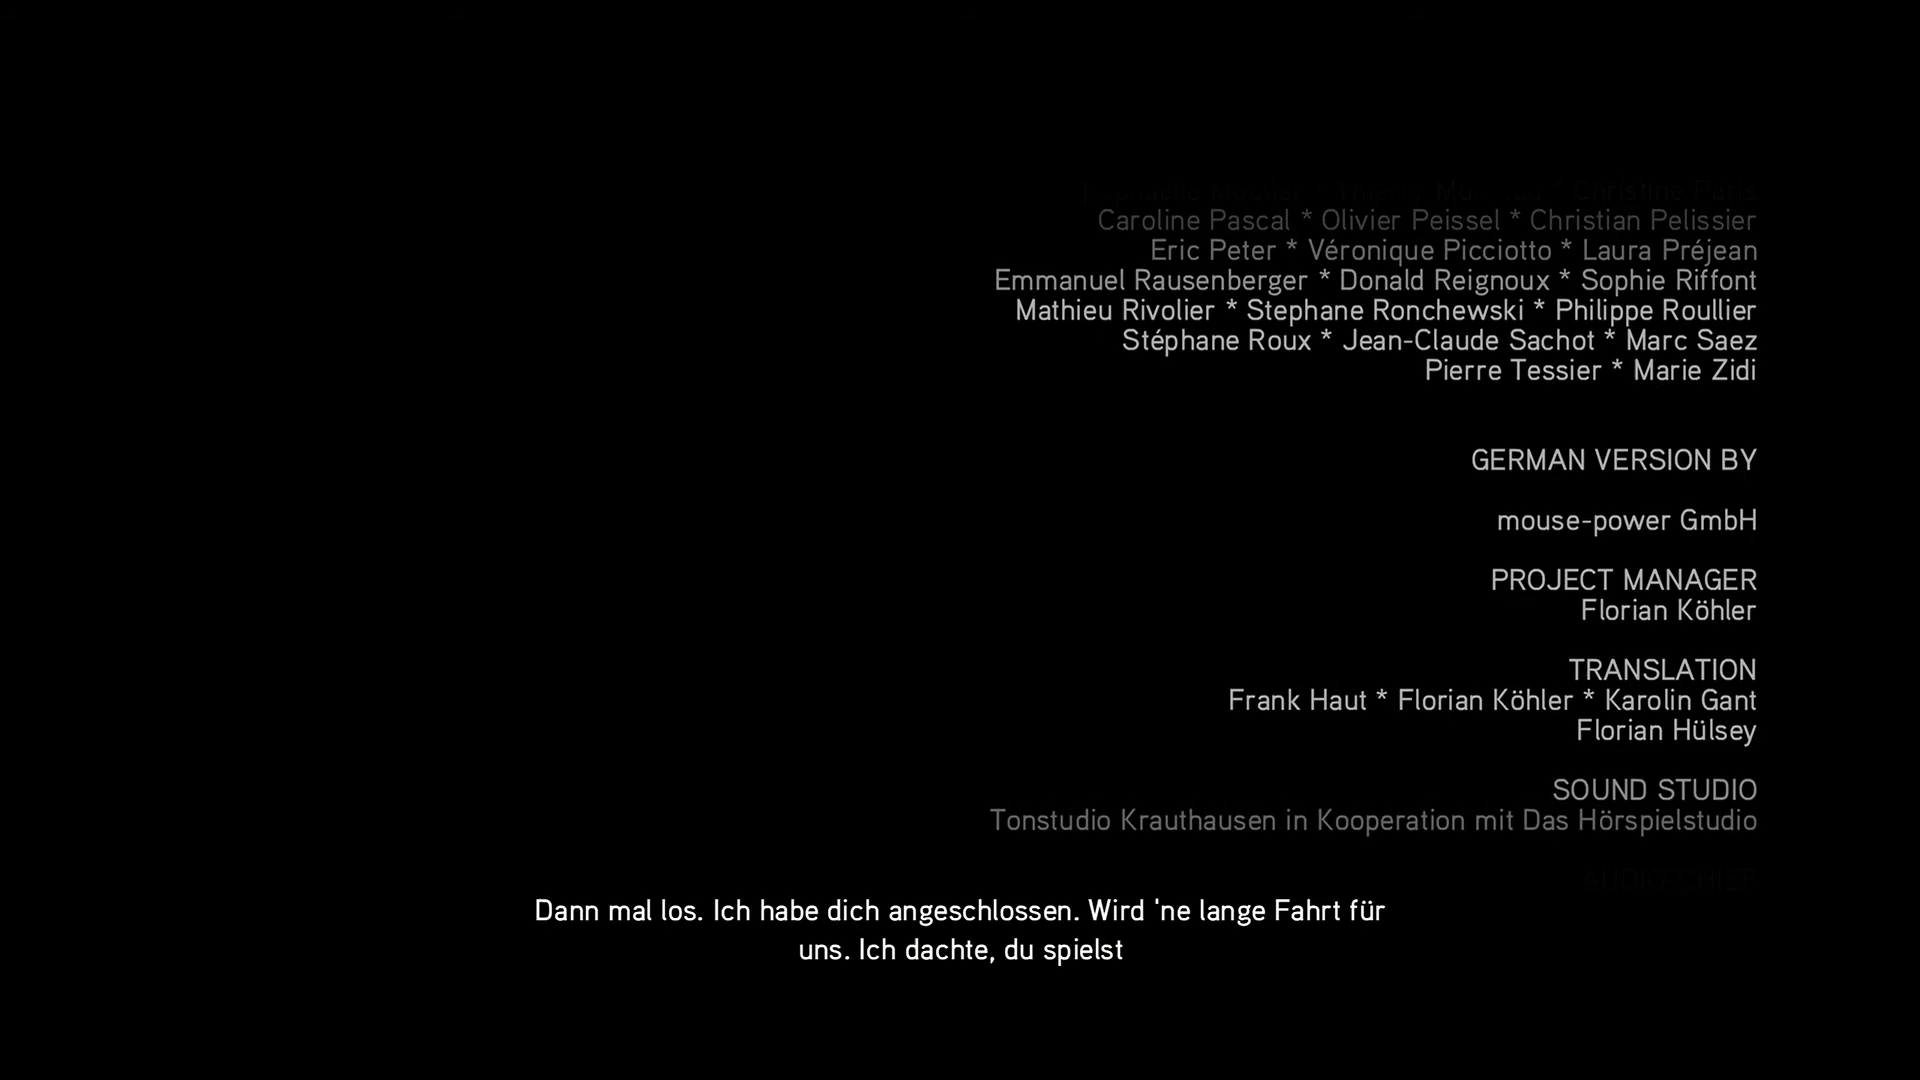 Christine Paris
Caroline Pascal * Olivier Peissel * Christian Pelissier
Eric Peter * Véronique Picciotto * Laura Préjean
Emmanuel Rausenberger * Donald Reignoux * Sophie Riffont
Mathieu Rivolier * Stephane Ronchewski * Philippe Roullier
Stéphane Roux * Jean-Claude Sachot * Marc Saez
Pierre Tessier * Marie Zidi
GERMAN VERSION BY
mouse-power GmbH
PROJECT MANAGER
Florian Köhler
TRANSLATION
Frank Haut * Florian Köhler * Karolin Gant
Florian Hülsey
SOUND STUDIO
Tonstudio Krauthausen in Kooperation mit Das Hörspielstudio
Dann mal los. Ich habe dich angeschlossen. Wird 'ne lange Fahrt für
uns. Ich dachte, du spielst